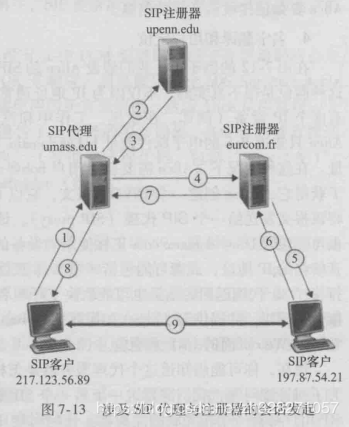 SIP注册器
upenn.edu
SIP代理
umass.edu
SIP注册器
eurcom.fr
2
3
4
7
1
8
6
5
9
SIP客户
217.123.56.89
SIP客户
197.87.54.21
图 7-13 涉及 SIP 代理与注册器的会话发起